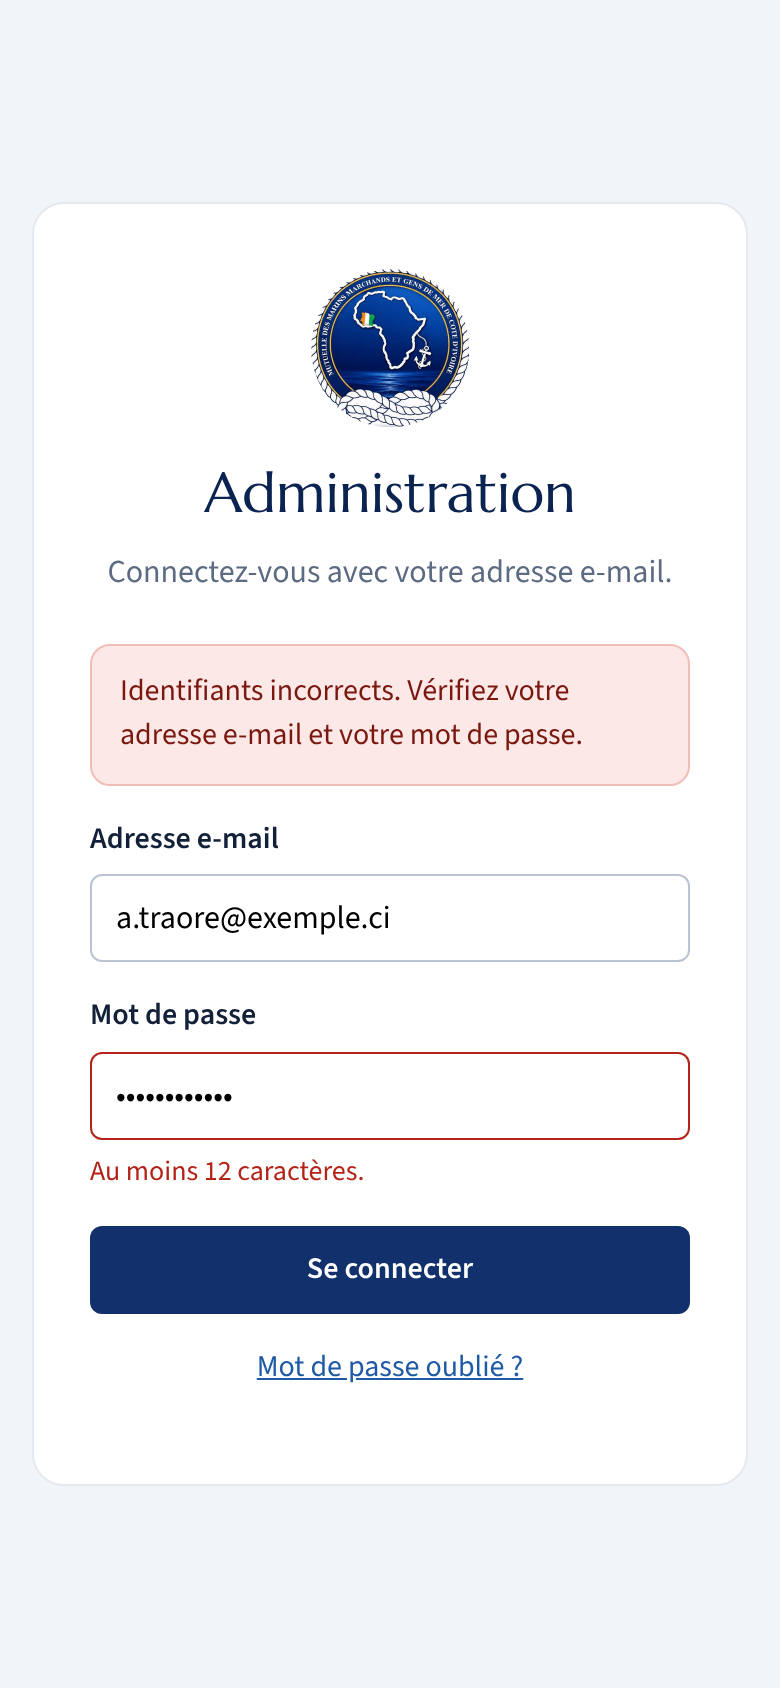 MUTUELLE DES MARINS MARCHANDS ET GENS DE MER DE COTE D'IVOIRE
Administration
Connectez-vous avec votre adresse e-mail.
Identifiants incorrects. Vérifiez votre
adresse e-mail et votre mot de passe.
Adresse e-mail
a.traore@exemple.ci
Mot de passe
••••••••••••
Au moins 12 caractères.
Se connecter
Mot de passe oublié ?